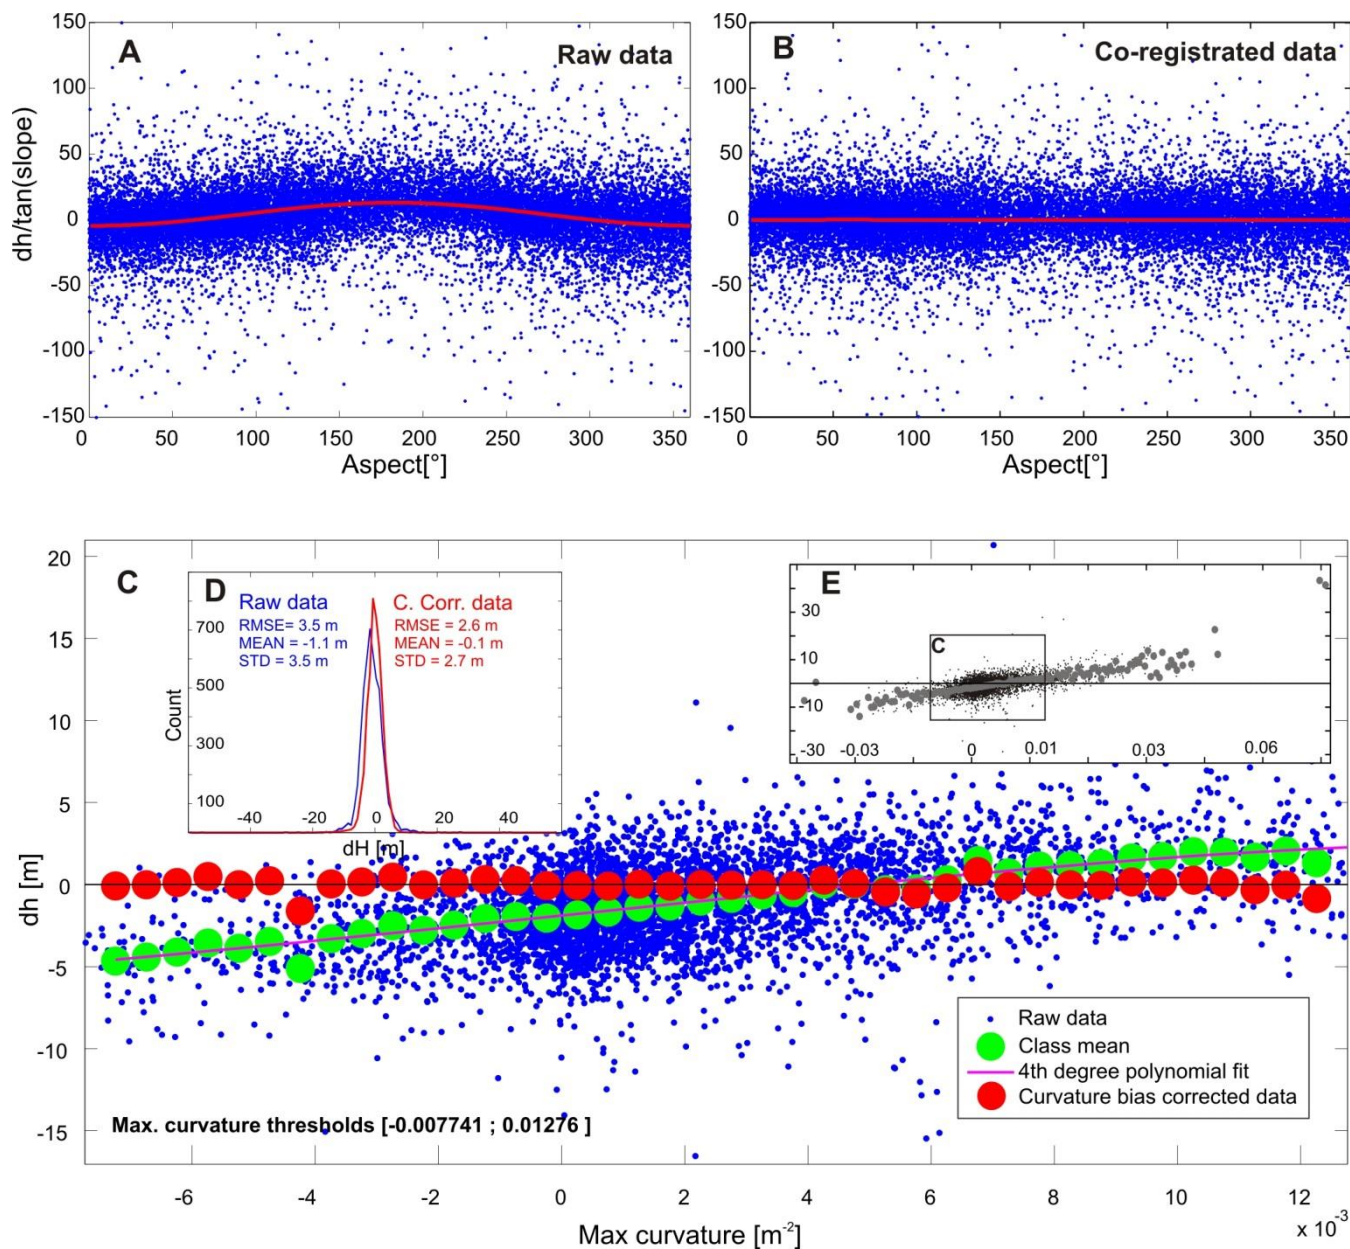 A
Raw data
150
100
50
0
-50
-100
-150
dh/tan(slope)
0 50 100 150 200 250 300 350
Aspect[°]
B
Co-registrated data
150
100
50
0
-50
-100
-150
0 50 100 150 200 250 300 350
Aspect[°]
C
20
15
10
5
0
-5
-10
-15
dh [m]
D
Raw data
RMSE= 3.5 m
MEAN = -1.1 m
STD = 3.5 m
C. Corr. data
RMSE = 2.6 m
MEAN = -0.1 m
STD = 2.7 m
700
500
300
100
Count
-40 -20 0 20 40
dH [m]
E
C
30
10
-10
-30 -0.03 0 0.01 0.03 0.06
Raw data
Class mean
4th degree polynomial fit
Curvature bias corrected data
Max. curvature thresholds [-0.007741 ; 0.01276 ]
-6 -4 -2 0 2 4 6 8 10 12
x 10⁻³
Max curvature [m⁻²]